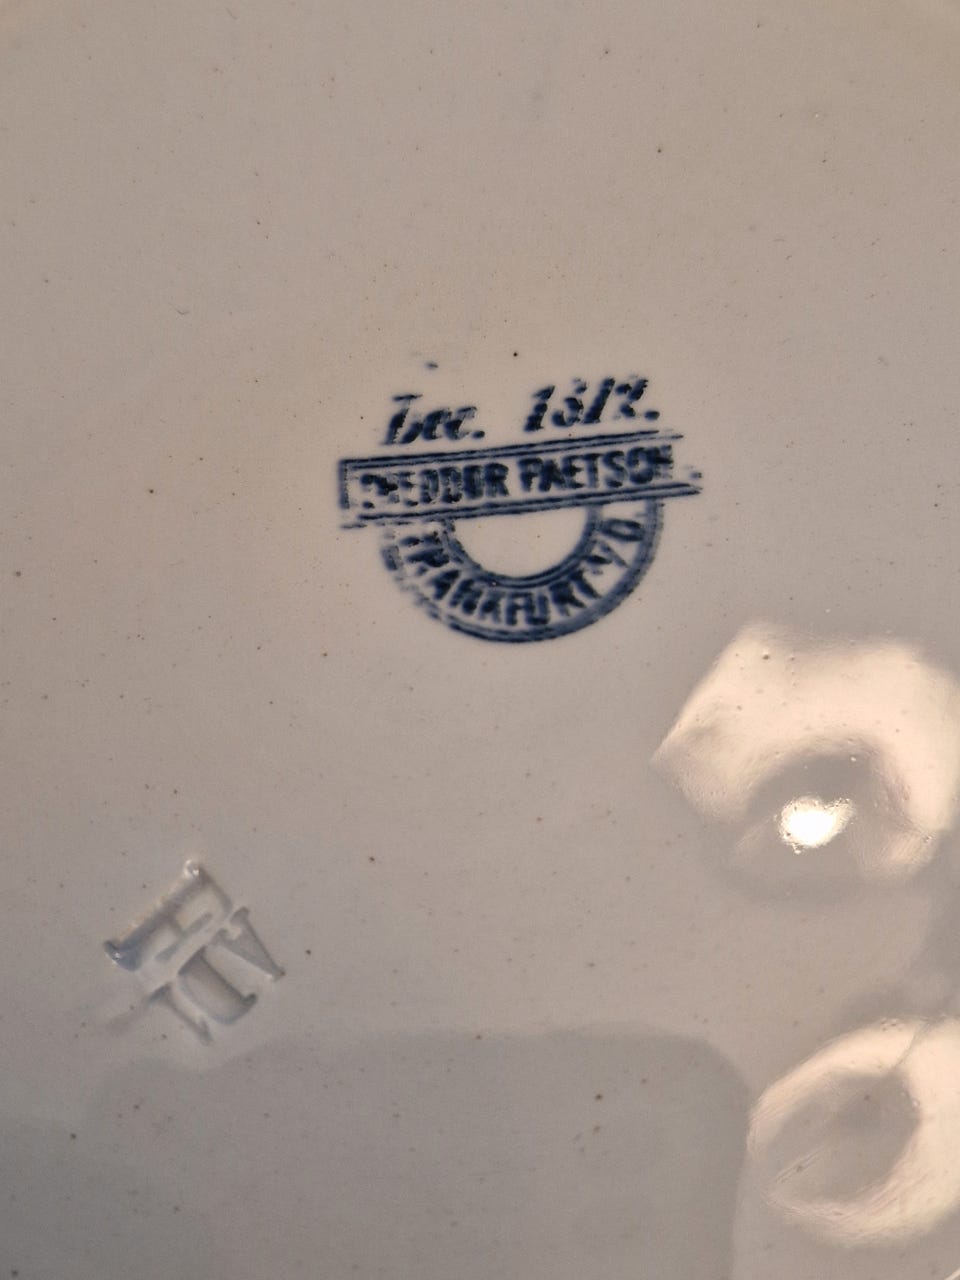 Dec. 1312.
THEODOR PAETSCH
FRANKFURT ⁄ O.